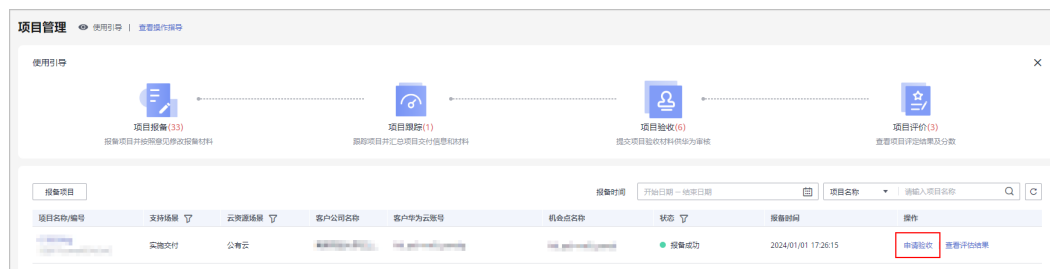 项目管理 使用引导 | 查看操作指导
使用引导
项目报备(33) 项目跟踪(1) 项目验收(6) 项目评价(3)
报备项目并按照意见修改报备材料 跟踪项目并汇总项目交付信息和材料 提交项目验收材料供华为审核 查看项目评定结果及分数
报备项目 报备时间 开始日期 – 结束日期 项目名称 请输入项目名称
项目名称/编号 支持场景 云资源场景 客户公司名称 客户华为云账号 机会点名称 状态 报备时间 操作
实施交付 公有云 报备成功 2024/01/01 17:26:15 申请验收 查看评估结果